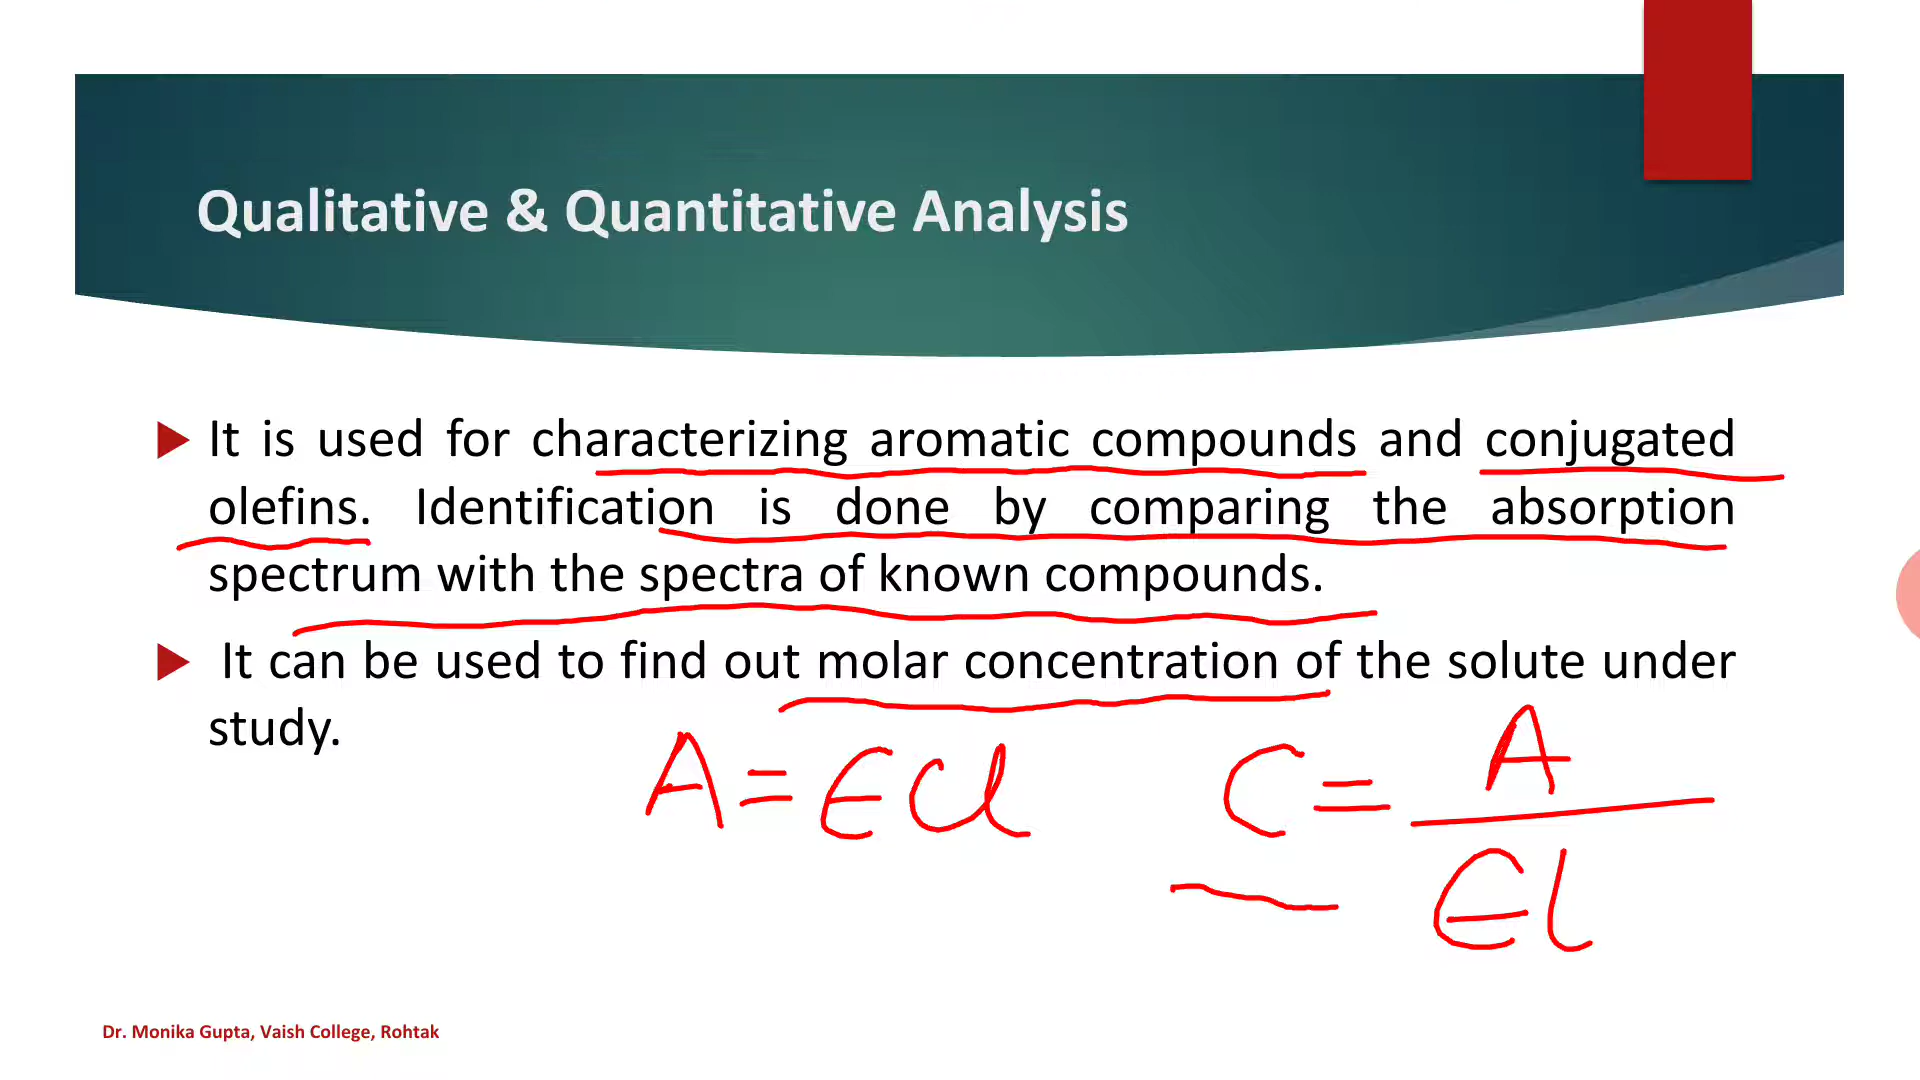 Qualitative & Quantitative Analysis
It is used for characterizing aromatic compounds and conjugated
olefins. Identification is done by comparing the absorption
spectrum with the spectra of known compounds.
It can be used to find out molar concentration of the solute under
study.
A = ϵCl
C = A / ϵl
Dr. Monika Gupta, Vaish College, Rohtak